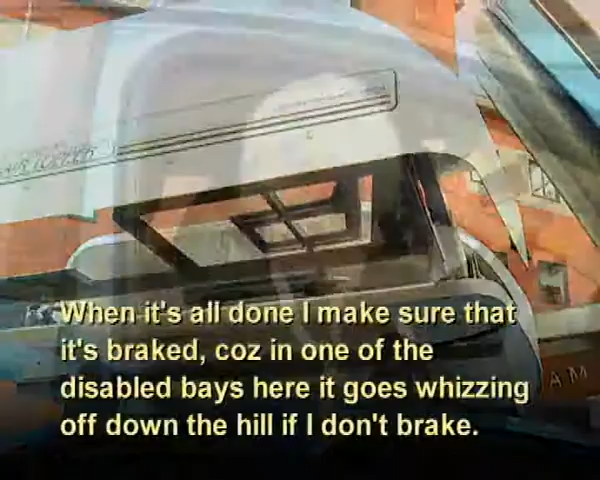 When it's all done I make sure that
it's braked, coz in one of the
disabled bays here it goes whizzing
off down the hill if I don't brake.
A M